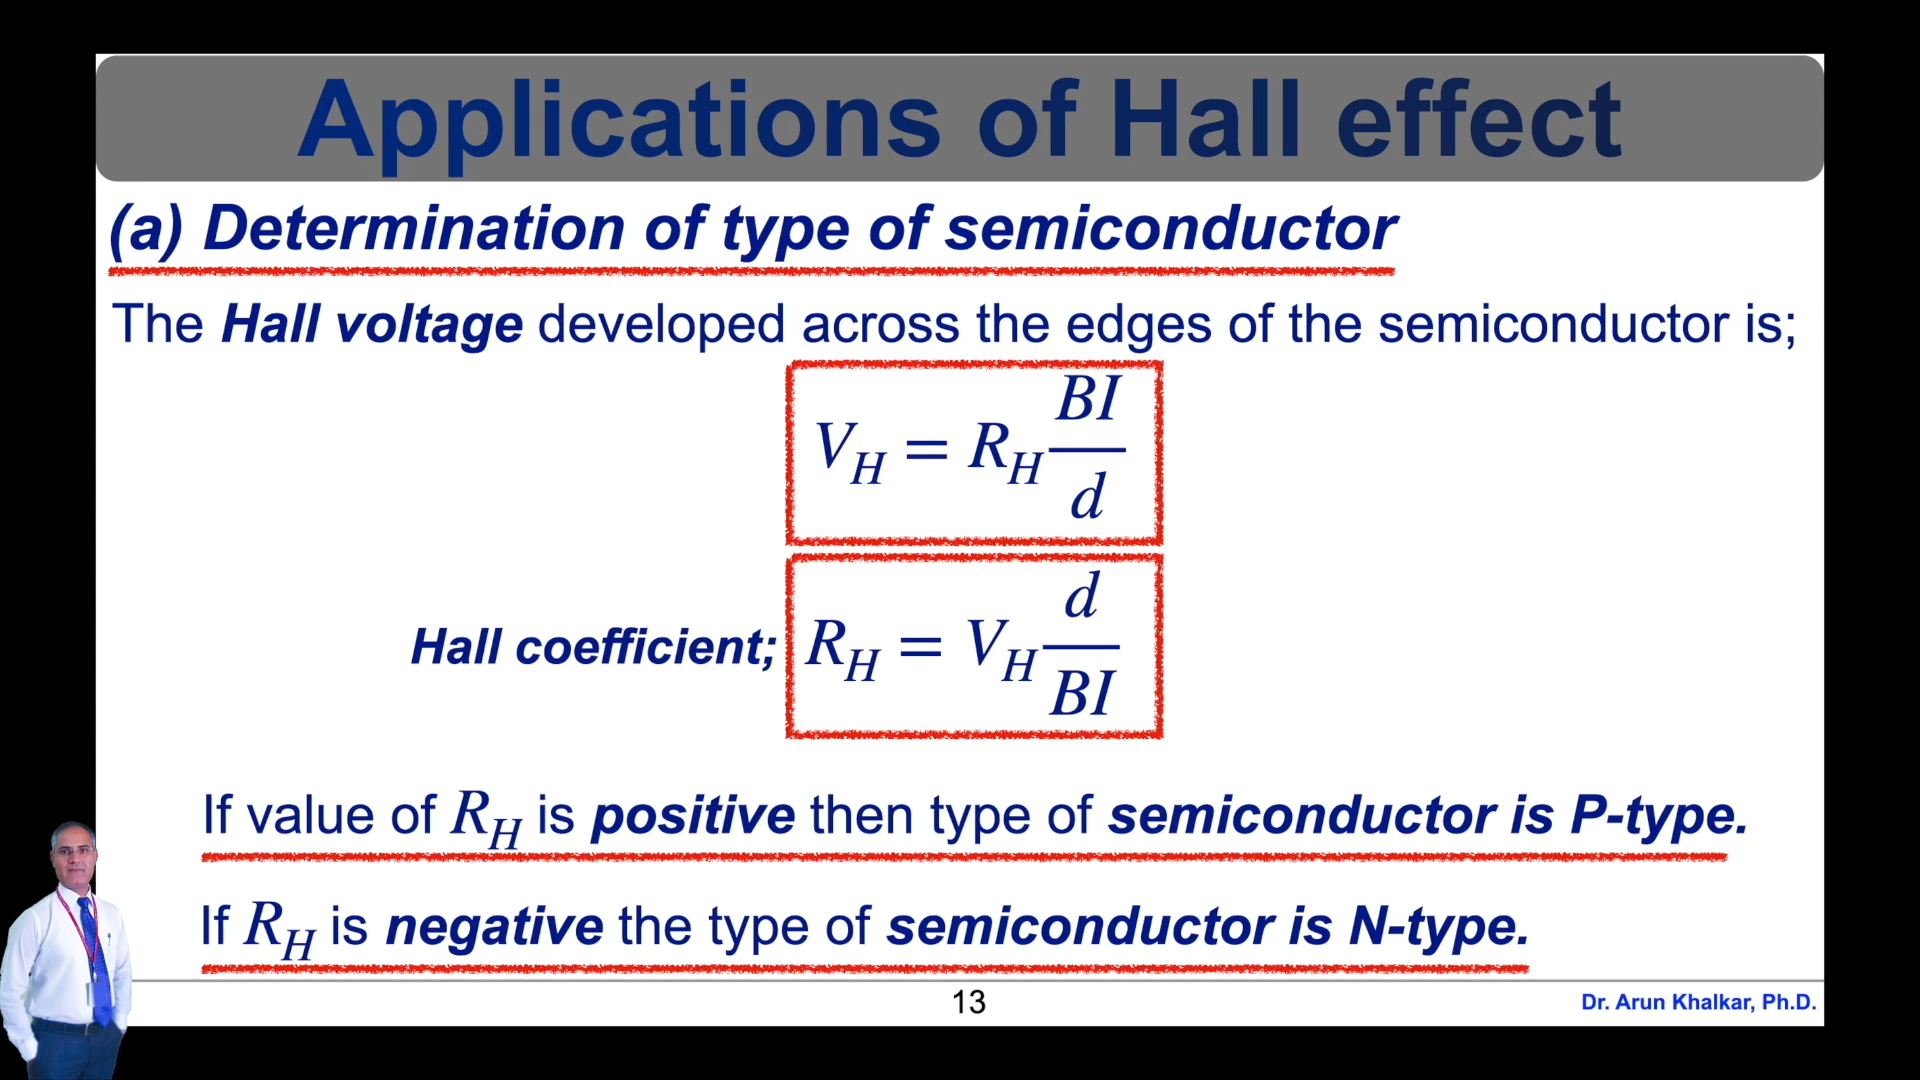 Applications of Hall effect
(a) Determination of type of semiconductor
The Hall voltage developed across the edges of the semiconductor is;
V_H = R_H \frac{BI}{d}
Hall coefficient; R_H = V_H \frac{d}{BI}
If value of R_H is positive then type of semiconductor is P-type.
If R_H is negative the type of semiconductor is N-type.
13
Dr. Arun Khalkar, Ph.D.